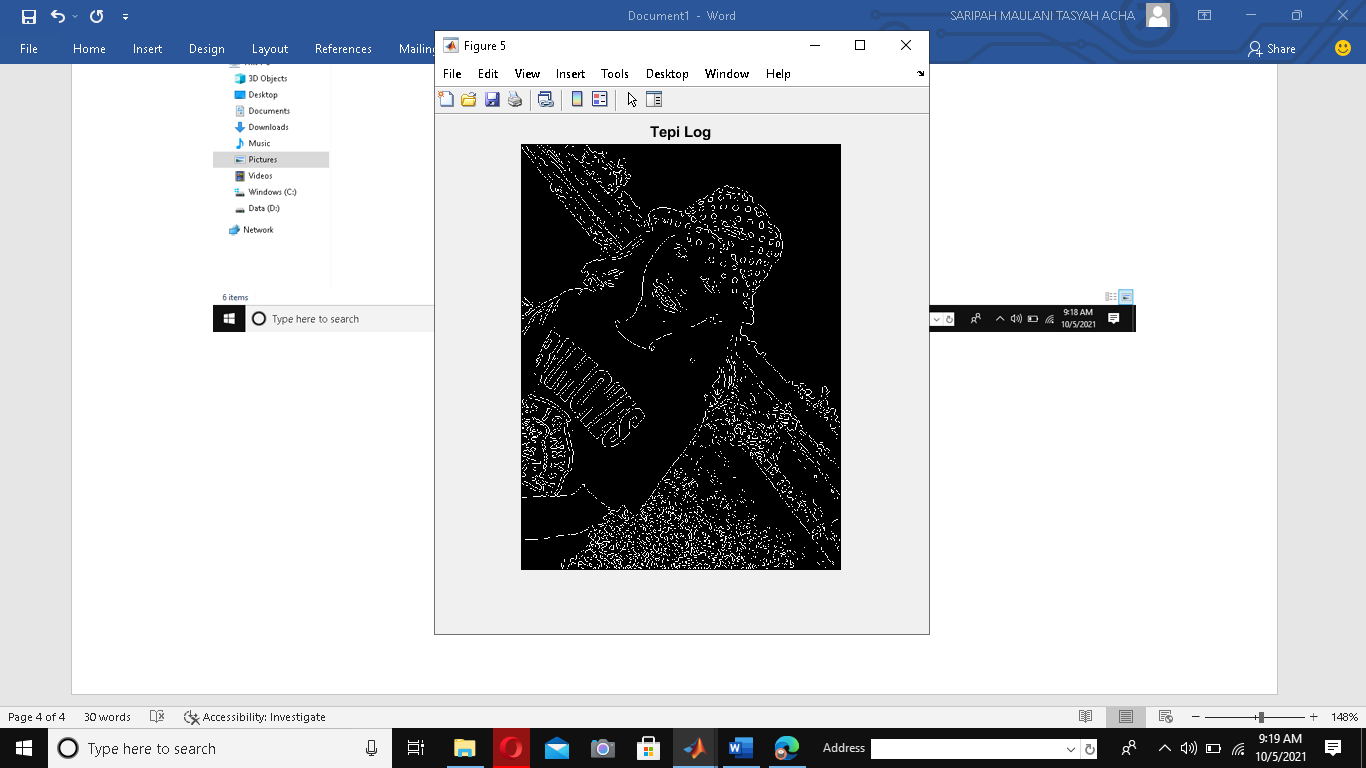 Document1 - Word
SARIPAH MAULANI TASYAH ACHA
File Home Insert Design Layout References Mailin
Share
Figure 5
File Edit View Insert Tools Desktop Window Help
Tepi Log
3D Objects
Desktop
Documents
Downloads
Music
Pictures
Videos
Windows (C:)
Data (D:)
Network
6 items
Type here to search
9:18 AM
10/5/2021
Page 4 of 4 30 words Accessibility: Investigate
148%
Type here to search
Address
9:19 AM
10/5/2021